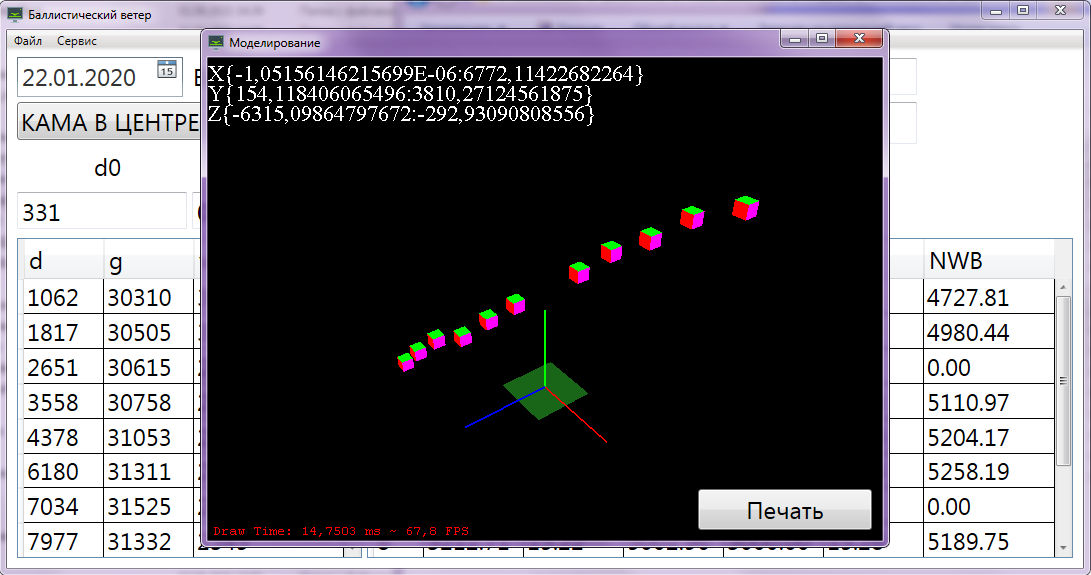 Баллистический ветер
Файл Сервис
Моделирование
22.01.2020 15
X{-1,05156146215699E-06:6772,11422682264}
Y{154,118406065496:3810,27124561875}
Z{-6315,09864797672:-292,93090808556}
КАМА В ЦЕНТРЕ
d0
331
d g NWB
1062 30310 4727.81
1817 30505 4980.44
2651 30615 0.00
3558 30758 5110.97
4378 31053 5204.17
6180 31311 5258.19
7034 31525 0.00
7977 31332 5189.75
Печать
Draw Time: 14,7503 ms ~ 67,8 FPS